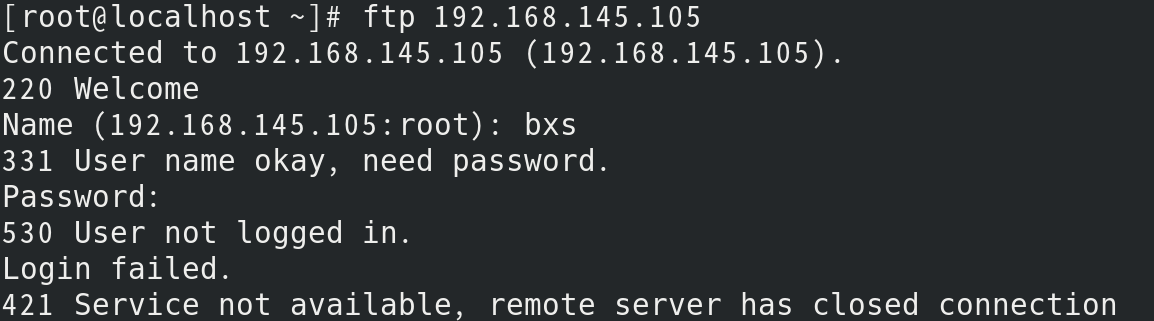 [root@localhost ~]# ftp 192.168.145.105
Connected to 192.168.145.105 (192.168.145.105).
220 Welcome
Name (192.168.145.105:root): bxs
331 User name okay, need password.
Password:
530 User not logged in.
Login failed.
421 Service not available, remote server has closed connection